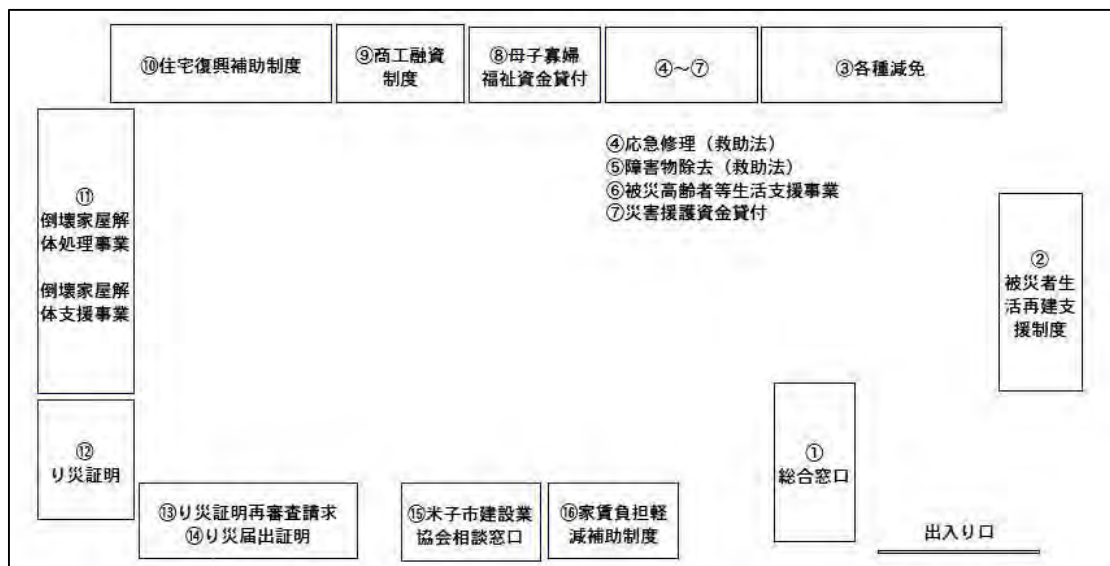 ⑩住宅復興補助制度
⑨商工融資
制度
⑧母子寡婦
福祉資金貸付
④～⑦
③各種減免
④応急修理（救助法）
⑤障害物除去（救助法）
⑥被災高齢者等生活支援事業
⑦災害援護資金貸付
⑪
倒壊家屋解
体処理事業
倒壊家屋解
体支援事業
②
被災者生
活再建支
援制度
⑫
り災証明
①
総合窓口
⑬り災証明再審査請求
⑭り災届出証明
⑮米子市建設業
協会相談窓口
⑯家賃負担軽
減補助制度
出入り口